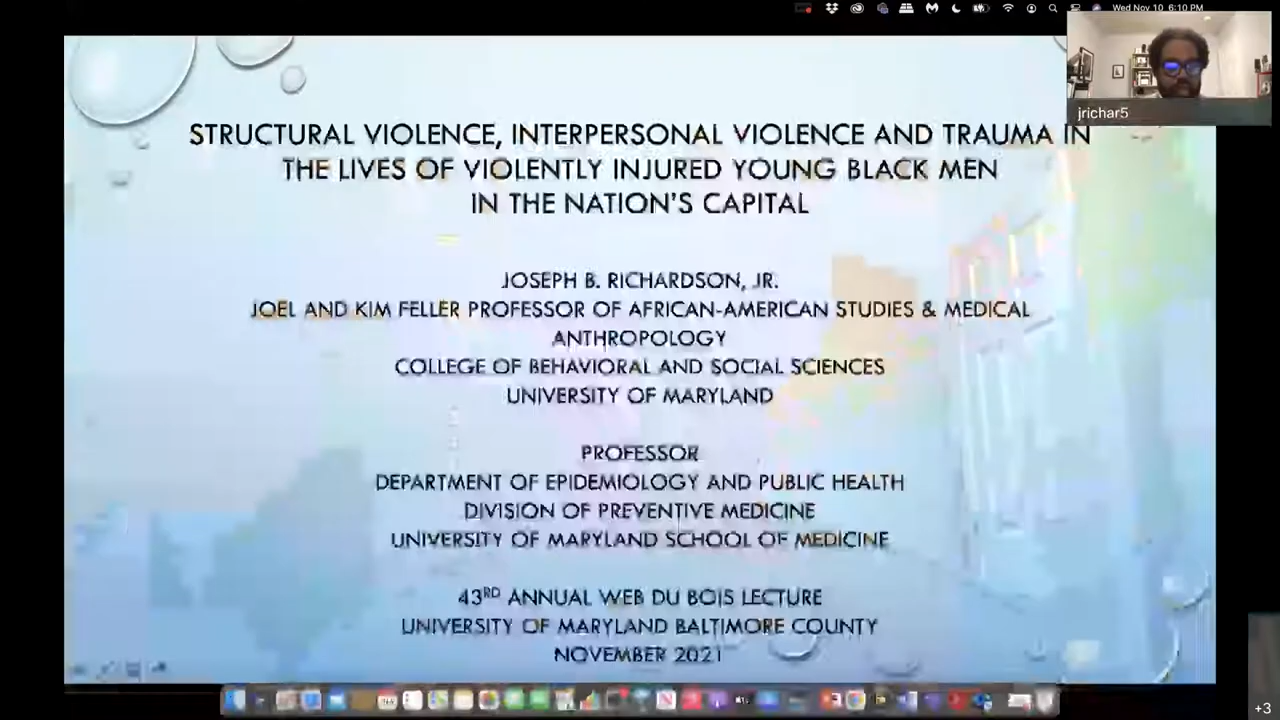 Wed Nov 10 6:10 PM
jrichar5
STRUCTURAL VIOLENCE, INTERPERSONAL VIOLENCE AND TRAUMA IN
THE LIVES OF VIOLENTLY INJURED YOUNG BLACK MEN
IN THE NATION'S CAPITAL
JOSEPH B. RICHARDSON, JR.
JOEL AND KIM FELLER PROFESSOR OF AFRICAN-AMERICAN STUDIES & MEDICAL
ANTHROPOLOGY
COLLEGE OF BEHAVIORAL AND SOCIAL SCIENCES
UNIVERSITY OF MARYLAND
PROFESSOR
DEPARTMENT OF EPIDEMIOLOGY AND PUBLIC HEALTH
DIVISION OF PREVENTIVE MEDICINE
UNIVERSITY OF MARYLAND SCHOOL OF MEDICINE
43RD ANNUAL WEB DU BOIS LECTURE
UNIVERSITY OF MARYLAND BALTIMORE COUNTY
NOVEMBER 2021
+3